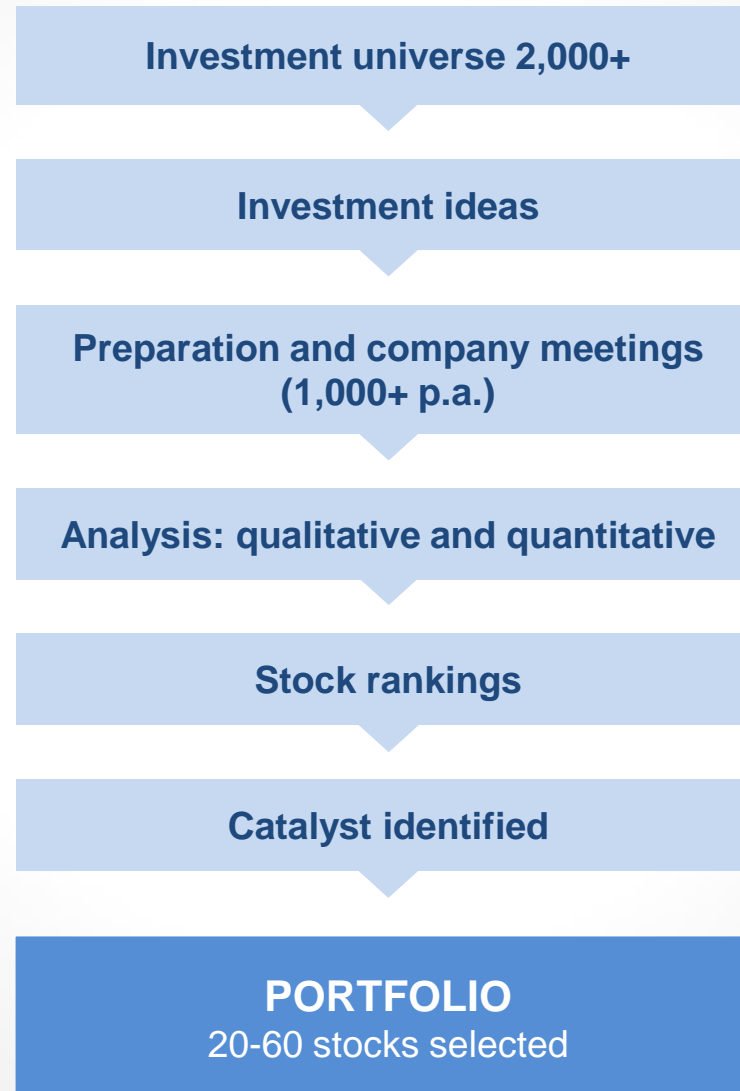 Investment universe 2,000+
Investment ideas
Preparation and company meetings
(1,000+ p.a.)
Analysis: qualitative and quantitative
Stock rankings
Catalyst identified
PORTFOLIO
20-60 stocks selected